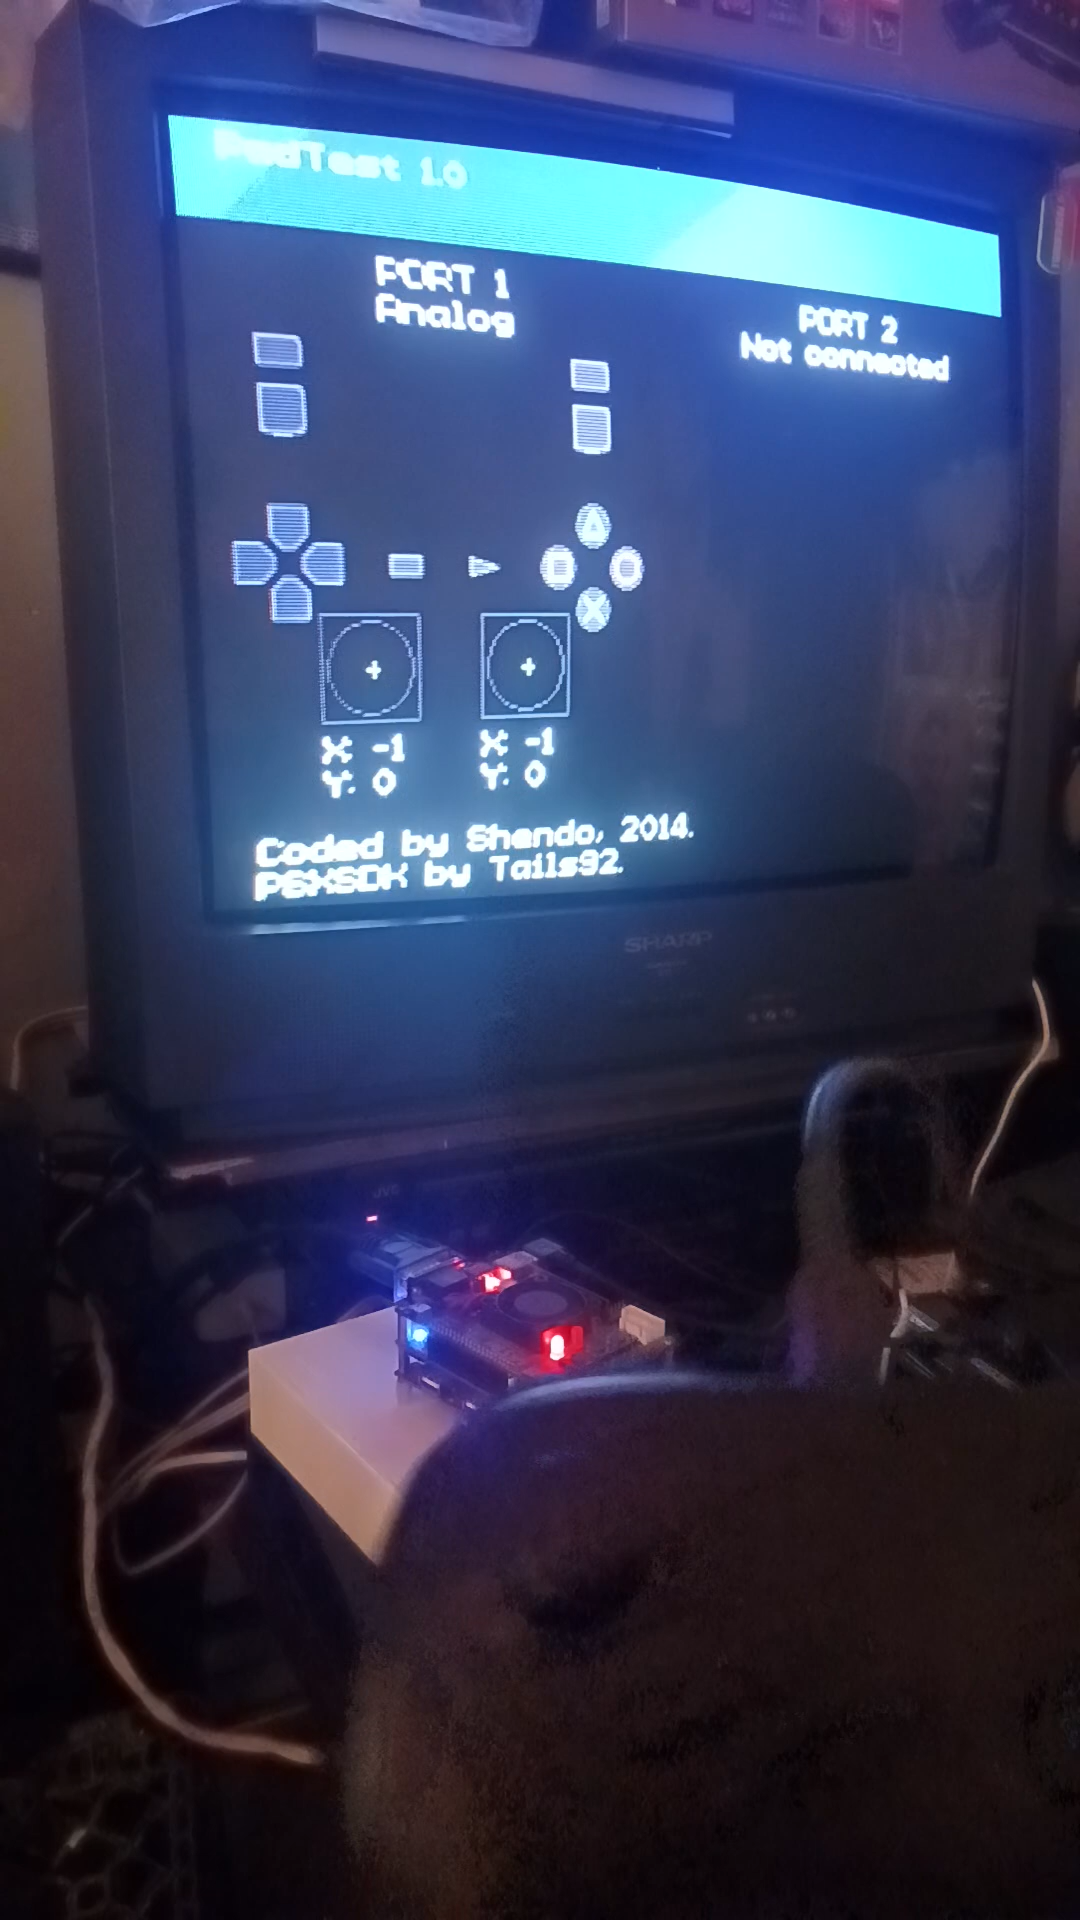 PadTest 1.0
PORT 1
Analog
PORT 2
Not connected
X: -1
Y: 0
X: -1
Y: 0
Coded by Shendo, 2014.
PSXSDK by Tails92.
SHARP
JVC